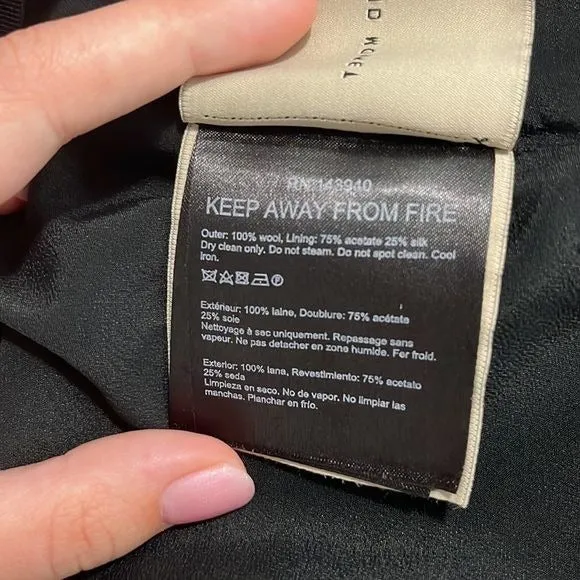 D MONET
RN 143940
KEEP AWAY FROM FIRE
Outer: 100% wool, Lining: 75% acetate 25% silk
Dry clean only. Do not steam. Do not spot clean. Cool
Iron.
Extérieur: 100% laine, Doublure: 75% acétate
25% soie
Nettoyage à sec uniquement. Repassage sans
vapeur. Ne pas detacher en zone humide. Fer froid.
Exterior: 100% lana, Revestimiento: 75% acetato
25% seda
Limpieza en seco. No de vapor. No limpiar las
manchas. Planchar en frío.